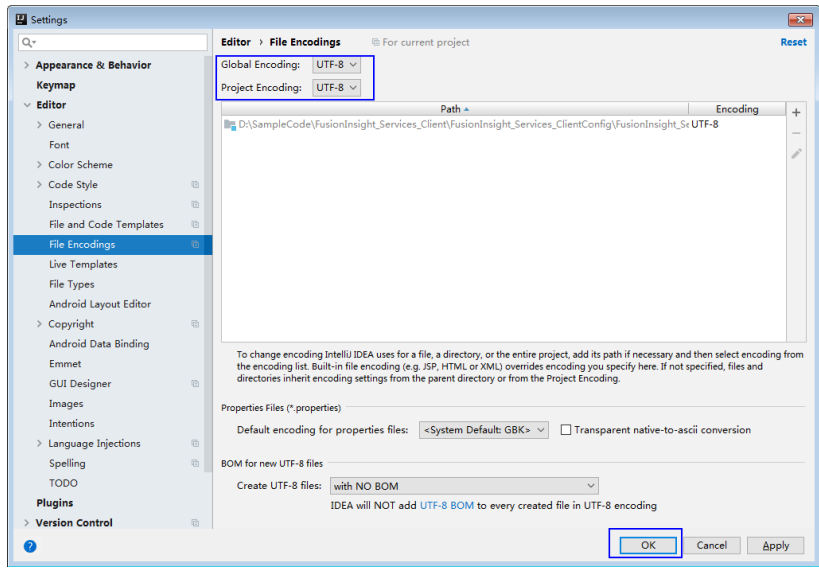 Settings
Editor › File Encodings For current project Reset
Appearance & Behavior
Keymap
Editor
General
Font
Color Scheme
Code Style
Inspections
File and Code Templates
File Encodings
Live Templates
File Types
Android Layout Editor
Copyright
Android Data Binding
Emmet
GUI Designer
Images
Intentions
Language Injections
Spelling
TODO
Plugins
Version Control
Global Encoding: UTF-8
Project Encoding: UTF-8
Path Encoding
D:\SampleCode\FusionInsight_Services_Client\FusionInsight_Services_ClientConfig\FusionInsight_Se UTF-8
To change encoding IntelliJ IDEA uses for a file, a directory, or the entire project, add its path if necessary and then select encoding from
the encoding list. Built-in file encoding (e.g. JSP, HTML or XML) overrides encoding you specify here. If not specified, files and
directories inherit encoding settings from the parent directory or from the Project Encoding.
Properties Files (*.properties)
Default encoding for properties files: <System Default: GBK> Transparent native-to-ascii conversion
BOM for new UTF-8 files
Create UTF-8 files: with NO BOM
IDEA will NOT add UTF-8 BOM to every created file in UTF-8 encoding
? OK Cancel Apply